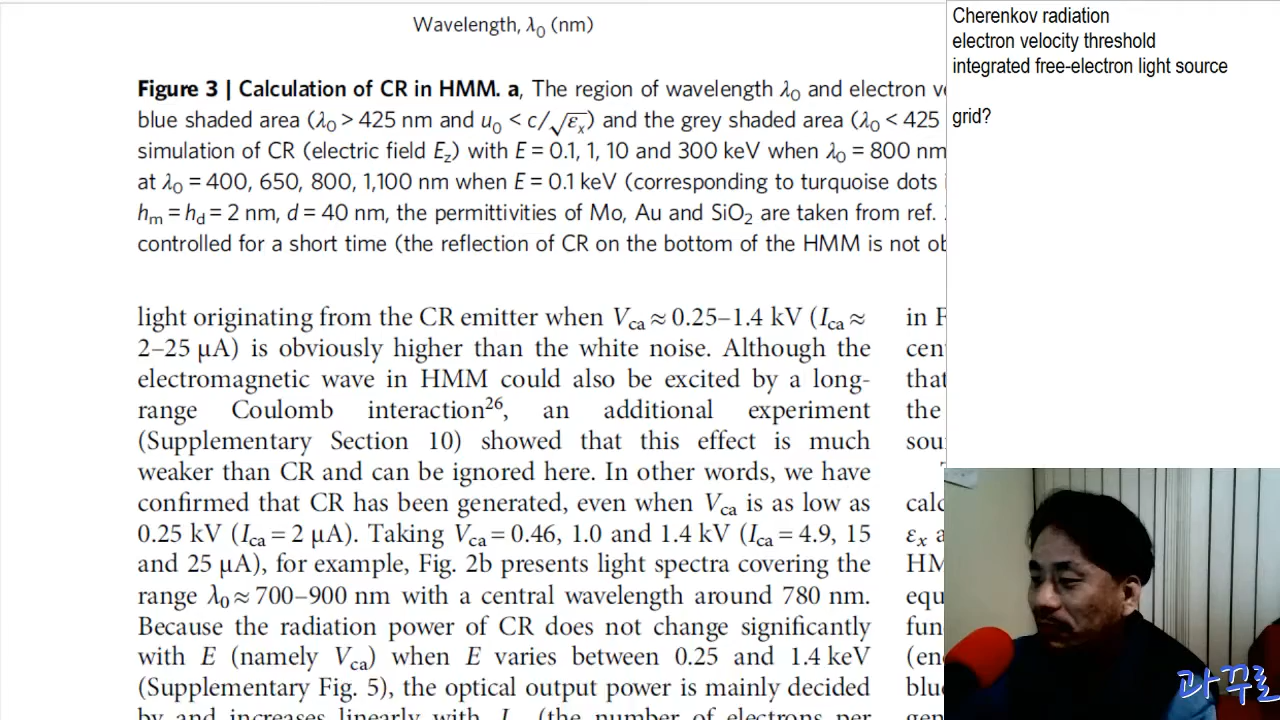 Wavelength, λ0 (nm)
Figure 3 | Calculation of CR in HMM. a, The region of wavelength λ0 and electron ve
blue shaded area (λ0 > 425 nm and u0 < c/√εx) and the grey shaded area (λ0 < 425
simulation of CR (electric field Ez) with E = 0.1, 1, 10 and 300 keV when λ0 = 800 nm
at λ0 = 400, 650, 800, 1,100 nm when E = 0.1 keV (corresponding to turquoise dots i
hm = hd = 2 nm, d = 40 nm, the permittivities of Mo, Au and SiO2 are taken from ref.
controlled for a short time (the reflection of CR on the bottom of the HMM is not ob
light originating from the CR emitter when Vca ≈ 0.25–1.4 kV (Ica ≈
2–25 μA) is obviously higher than the white noise. Although the
electromagnetic wave in HMM could also be excited by a long-
range Coulomb interaction26, an additional experiment
(Supplementary Section 10) showed that this effect is much
weaker than CR and can be ignored here. In other words, we have
confirmed that CR has been generated, even when Vca is as low as
0.25 kV (Ica = 2 μA). Taking Vca = 0.46, 1.0 and 1.4 kV (Ica = 4.9, 15
and 25 μA), for example, Fig. 2b presents light spectra covering the
range λ0 ≈ 700–900 nm with a central wavelength around 780 nm.
Because the radiation power of CR does not change significantly
with E (namely Vca) when E varies between 0.25 and 1.4 keV
(Supplementary Fig. 5), the optical output power is mainly decided
by and increases linearly with I (the number of electrons per
in F
cen
that
the
sou
calc
εx a
HM
equ
fun
(en
blue
gen
Cherenkov radiation
electron velocity threshold
integrated free-electron light source
grid?
과꾸로